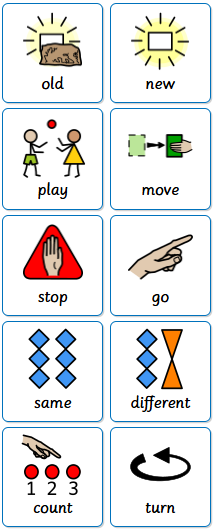 old
new
play
move
stop
go
same
different
1 2 3
count
turn